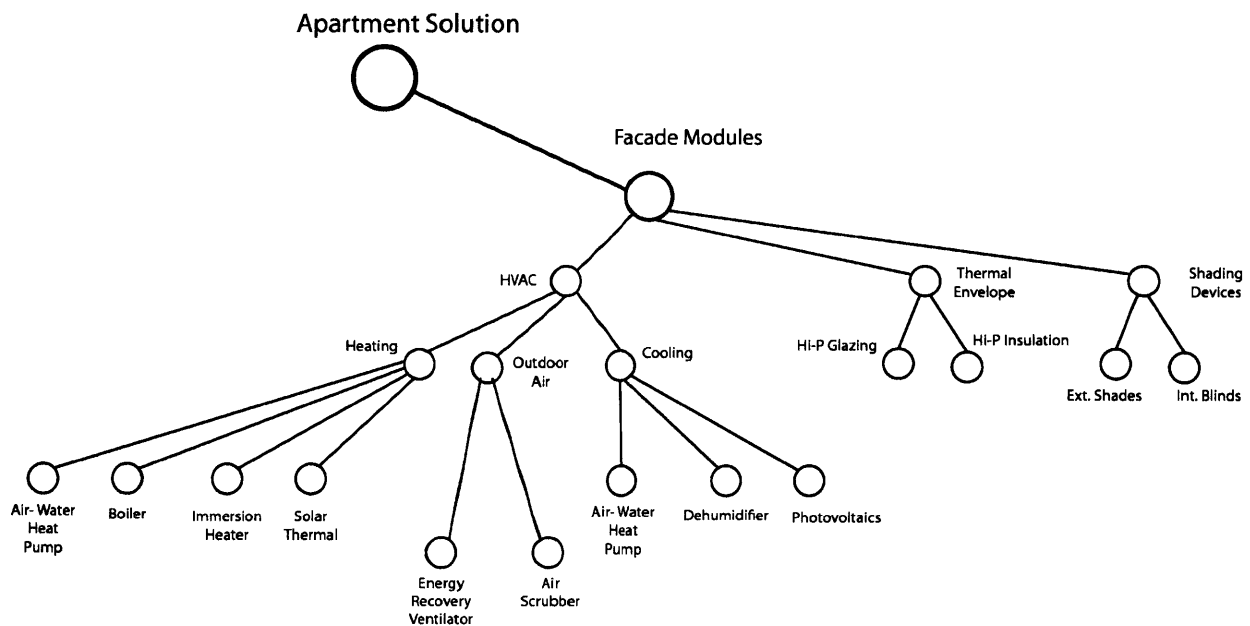 Apartment Solution
Facade Modules
HVAC
Thermal
Envelope
Shading
Devices
Heating
Outdoor
Air
Cooling
Hi-P Glazing
Hi-P Insulation
Ext. Shades
Int. Blinds
Air- Water
Heat
Pump
Boiler
Immersion
Heater
Solar
Thermal
Air- Water
Heat
Pump
Dehumidifier
Photovoltaics
Energy
Recovery
Ventilator
Air
Scrubber